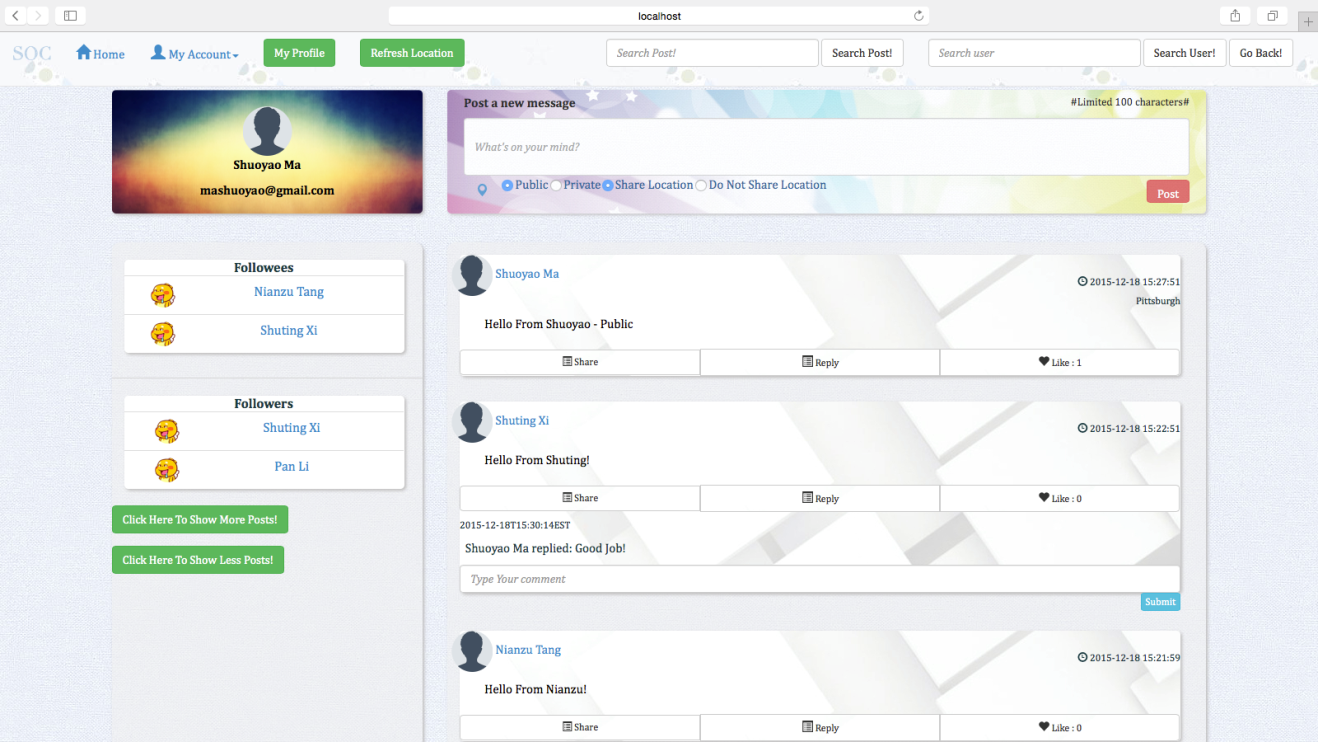 localhost
SOC Home My Account My Profile Refresh Location Search Post! Search Post! Search user Search User! Go Back!
Shuoyao Ma
mashuoyao@gmail.com
Post a new message #Limited 100 characters#
What's on your mind?
Public Private Share Location Do Not Share Location
Post
Followees
Nianzu Tang
Shuting Xi
Followers
Shuting Xi
Pan Li
Click Here To Show More Posts!
Click Here To Show Less Posts!
Shuoyao Ma
2015-12-18 15:27:51
Pittsburgh
Hello From Shuoyao - Public
Share Reply Like : 1
Shuting Xi
2015-12-18 15:22:51
Hello From Shuting!
Share Reply Like : 0
2015-12-18T15:30:14EST
Shuoyao Ma replied: Good Job!
Type Your comment
Submit
Nianzu Tang
2015-12-18 15:21:59
Hello From Nianzu!
Share Reply Like : 0